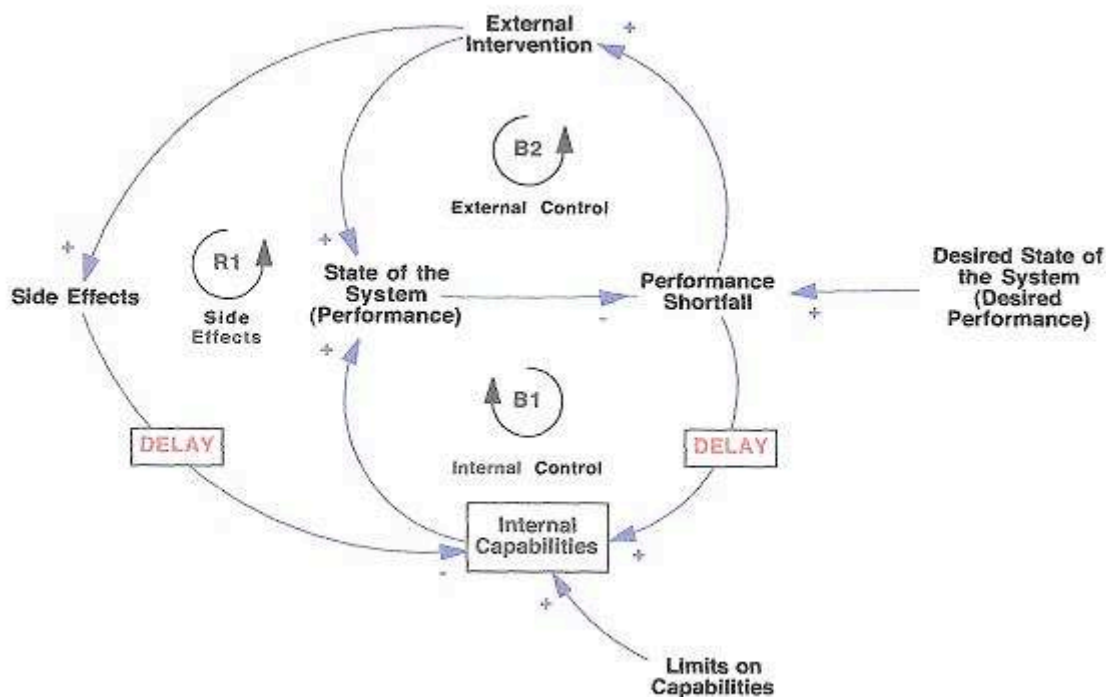 External
Intervention
+
B2
External Control
+
R1
Side
Effects
Side Effects
+
State of the
System
(Performance)
+
-
Performance
Shortfall
+
Desired State of
the System
(Desired
Performance)
+
B1
Internal Control
DELAY
DELAY
Internal
Capabilities
-
+
+
Limits on
Capabilities